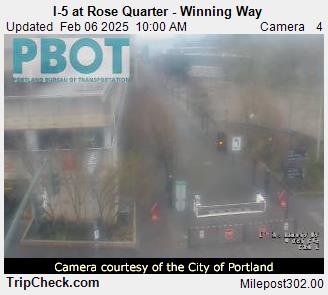 I-5 at Rose Quarter - Winning Way
Updated Feb 06 2025 10:00 AM Camera 4
PBOT
PORTLAND BUREAU OF TRANSPORTATION
Camera courtesy of the City of Portland
TripCheck.com Milepost302.00